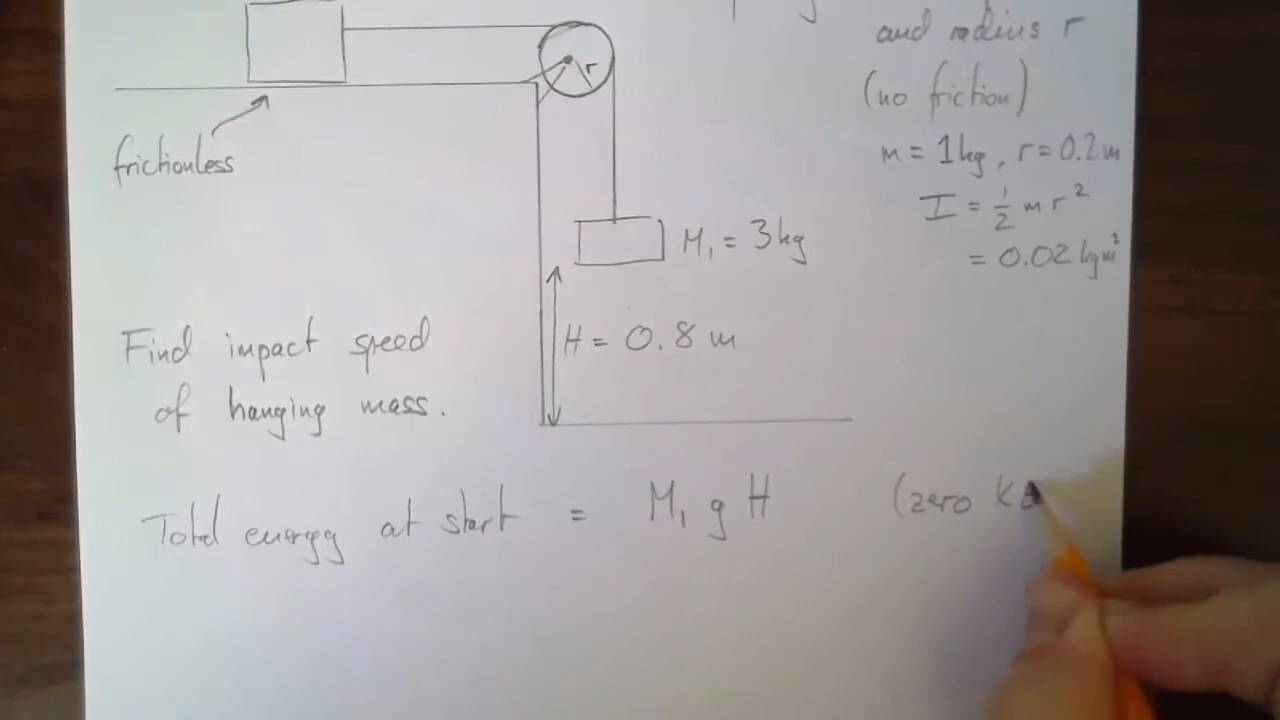 and radius r
r
(no friction)
frictionless
m = 1kg, r = 0.2 m
I = 1/2 m r²
= 0.02 kgm²
M₁ = 3kg
Find impact speed
H = 0.8 m
of hanging mass.
Total energy at start = M₁ g H (zero